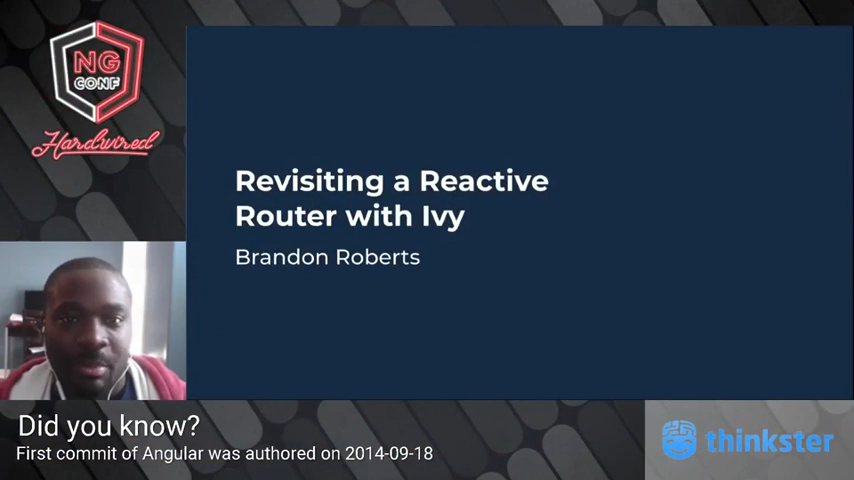 NG
CONF
Hardwired
Revisiting a Reactive
Router with Ivy
Brandon Roberts
Did you know?
First commit of Angular was authored on 2014-09-18
thinkster